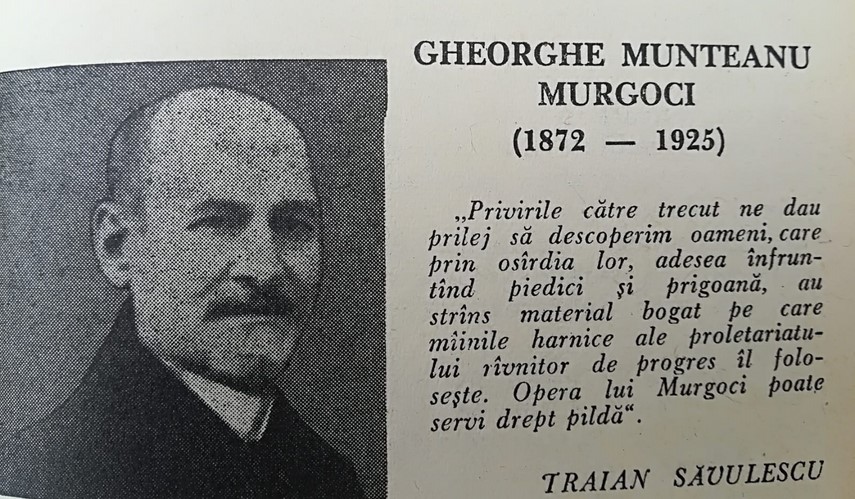 GHEORGHE MUNTEANU
MURGOCI
(1872 — 1925)
„Privirile către trecut ne dau
prilej să descoperim oameni, care
prin osîrdia lor, adesea înfrun-
tînd piedici și prigoană, au
strîns material bogat pe care
mîinile harnice ale proletariatu-
lui rîvnitor de progres îl folo-
sește. Opera lui Murgoci poate
servi drept pildă“.
TRAIAN SĂVULESCU